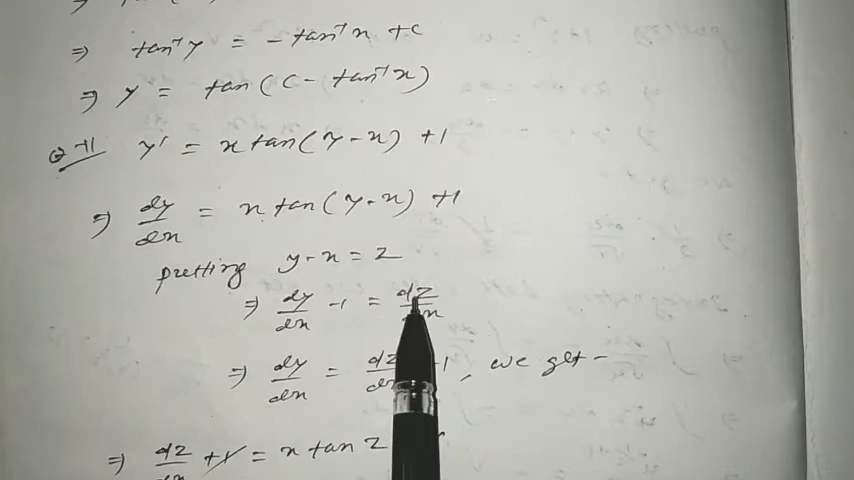 ⇒ tan⁻¹y = - tan⁻¹x + c
⇒ y = tan(c - tan⁻¹x)
Q-11 y' = x tan(y-x) +1
⇒ dy/dx = x tan(y-x) +1
putting y-x = z
⇒ dy/dx -1 = dz/dx
⇒ dy/dx = dz/dx +1, we get -
⇒ dz/dx +1 = x tan z